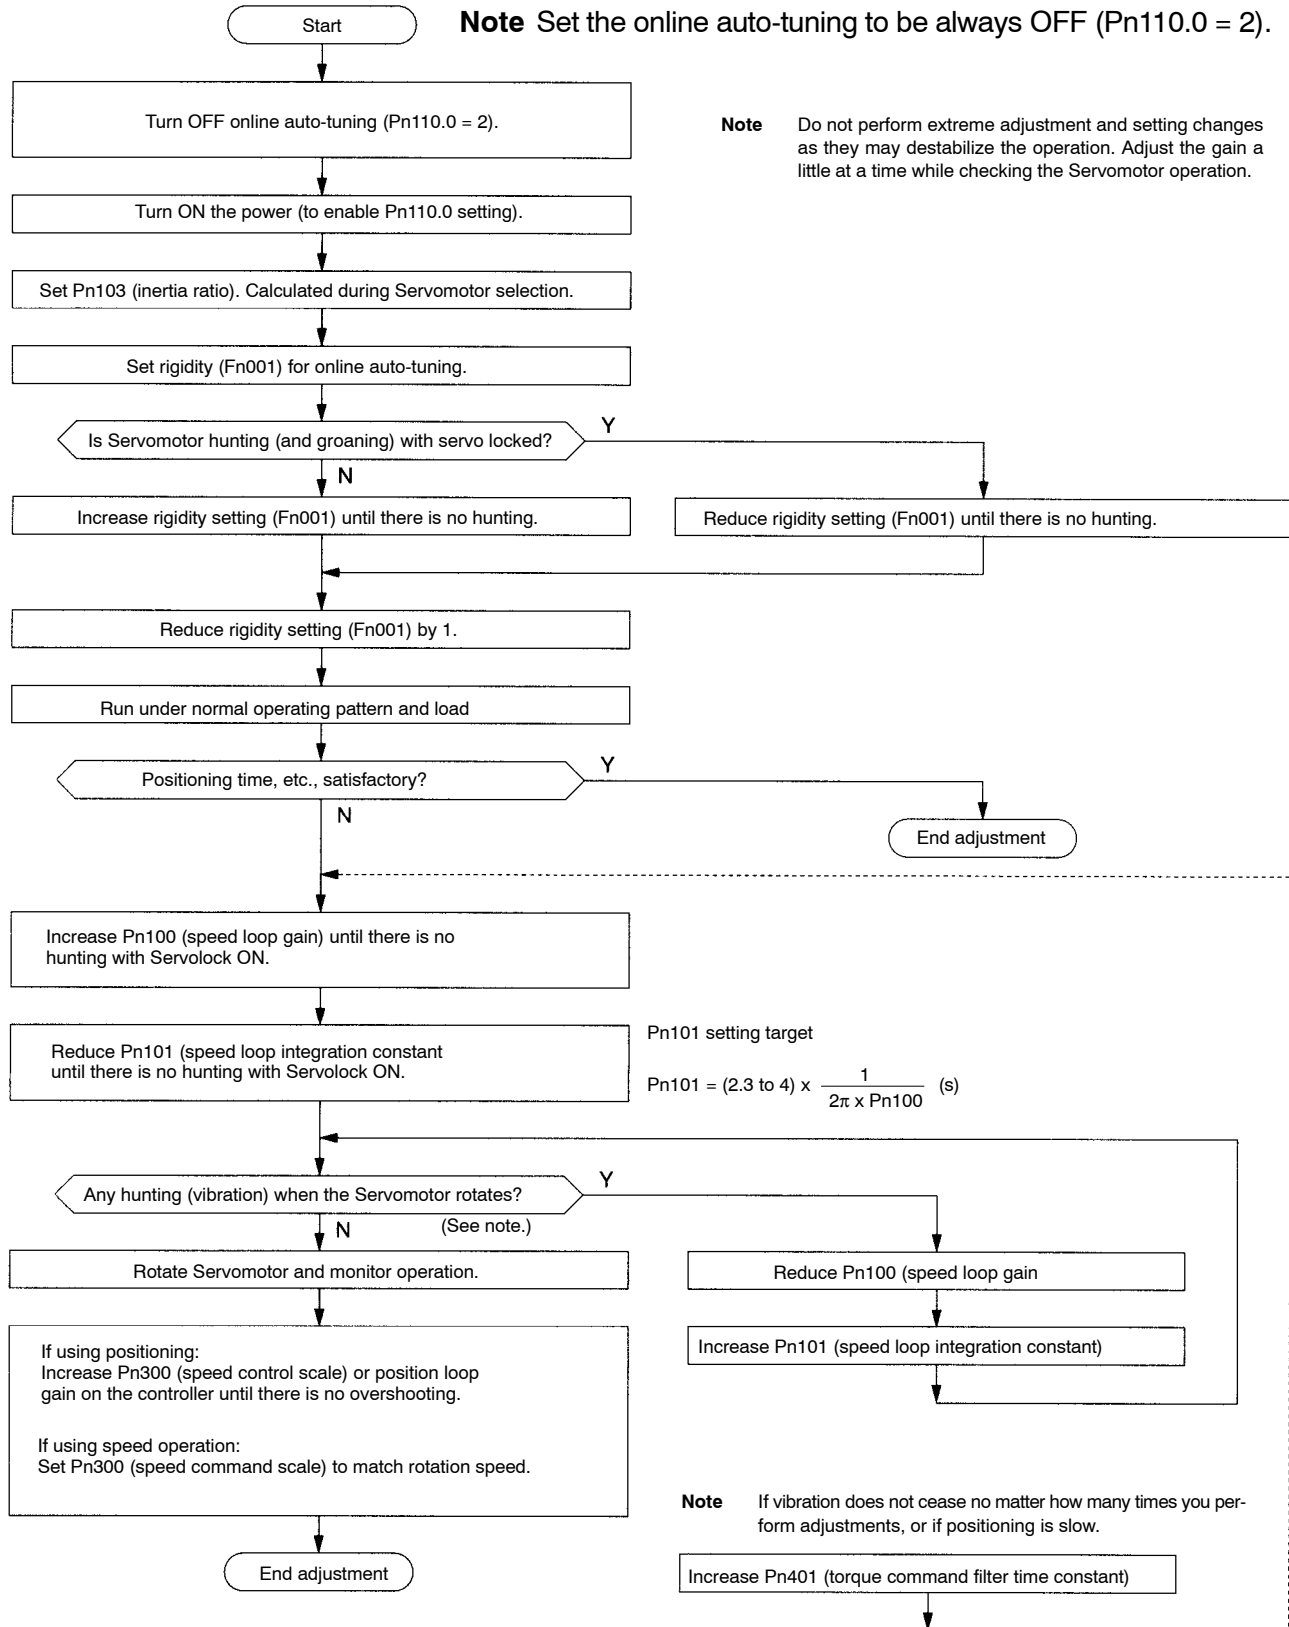 Start
Note Set the online auto-tuning to be always OFF (Pn110.0 = 2).
Turn OFF online auto-tuning (Pn110.0 = 2).
Note Do not perform extreme adjustment and setting changes
as they may destabilize the operation. Adjust the gain a
little at a time while checking the Servomotor operation.
Turn ON the power (to enable Pn110.0 setting).
Set Pn103 (inertia ratio). Calculated during Servomotor selection.
Set rigidity (Fn001) for online auto-tuning.
Is Servomotor hunting (and groaning) with servo locked?
Y
N
Increase rigidity setting (Fn001) until there is no hunting.
Reduce rigidity setting (Fn001) until there is no hunting.
Reduce rigidity setting (Fn001) by 1.
Run under normal operating pattern and load
Positioning time, etc., satisfactory?
Y
N
End adjustment
Increase Pn100 (speed loop gain) until there is no
hunting with Servolock ON.
Reduce Pn101 (speed loop integration constant
until there is no hunting with Servolock ON.
Pn101 setting target
Pn101 = (2.3 to 4) x 1 / 2π x Pn100 (s)
Any hunting (vibration) when the Servomotor rotates?
Y
N
(See note.)
Rotate Servomotor and monitor operation.
Reduce Pn100 (speed loop gain
Increase Pn101 (speed loop integration constant)
If using positioning:
Increase Pn300 (speed control scale) or position loop
gain on the controller until there is no overshooting.
If using speed operation:
Set Pn300 (speed command scale) to match rotation speed.
Note If vibration does not cease no matter how many times you per-
form adjustments, or if positioning is slow.
End adjustment
Increase Pn401 (torque command filter time constant)